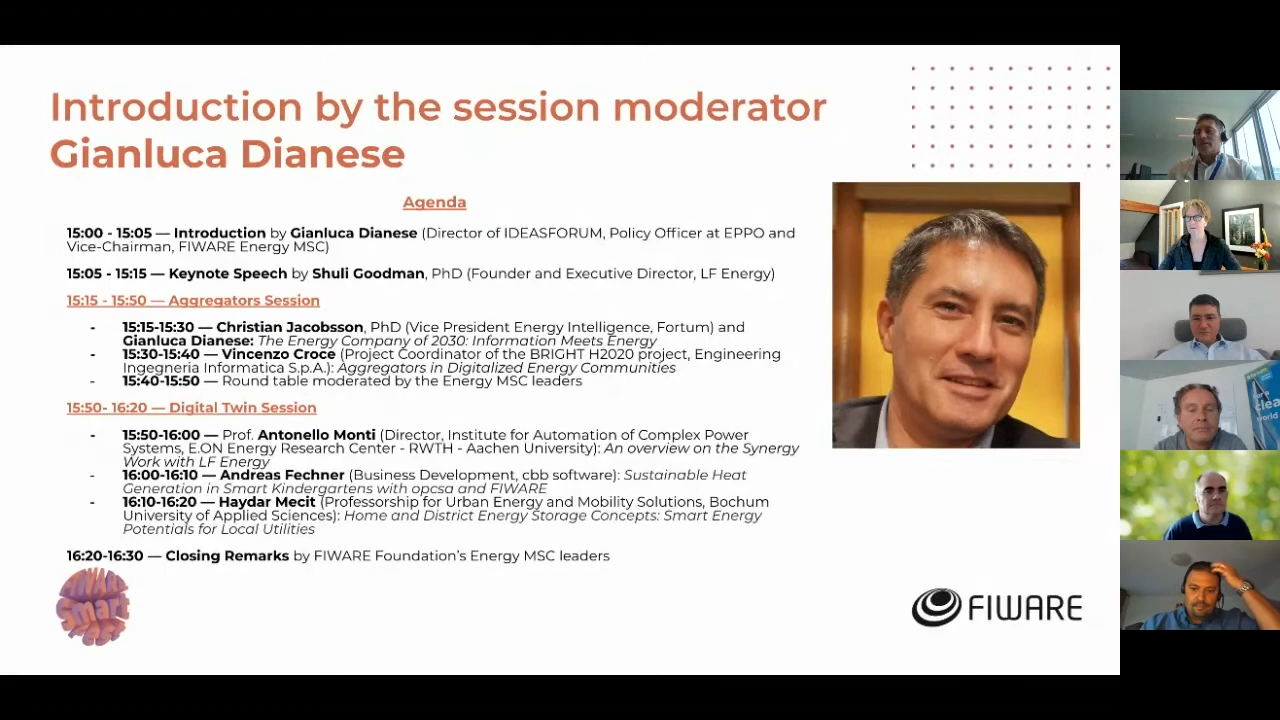 Introduction by the session moderator
Gianluca Dianese
Agenda
15:00 - 15:05 — Introduction by Gianluca Dianese (Director of IDEASFORUM, Policy Officer at EPPO and
Vice-Chairman, FIWARE Energy MSC)
15:05 - 15:15 — Keynote Speech by Shuli Goodman, PhD (Founder and Executive Director, LF Energy)
15:15 - 15:50 — Aggregators Session
- 15:15-15:30 — Christian Jacobsson, PhD (Vice President Energy Intelligence, Fortum) and
Gianluca Dianese: The Energy Company of 2030: Information Meets Energy
- 15:30-15:40 — Vincenzo Croce (Project Coordinator of the BRIGHT H2020 project, Engineering
Ingegneria Informatica S.p.A.): Aggregators in Digitalized Energy Communities
- 15:40-15:50 — Round table moderated by the Energy MSC leaders
15:50- 16:20 — Digital Twin Session
- 15:50-16:00 — Prof. Antonello Monti (Director, Institute for Automation of Complex Power
Systems, E.ON Energy Research Center - RWTH - Aachen University): An overview on the Synergy
Work with LF Energy
- 16:00-16:10 — Andreas Fechner (Business Development, cbb software): Sustainable Heat
Generation in Smart Kindergartens with opcsa and FIWARE
- 16:10-16:20 — Haydar Mecit (Professorship for Urban Energy and Mobility Solutions, Bochum
University of Applied Sciences): Home and District Energy Storage Concepts: Smart Energy
Potentials for Local Utilities
16:20-16:30 — Closing Remarks by FIWARE Foundation's Energy MSC leaders
Smart
FIWARE
clea
world